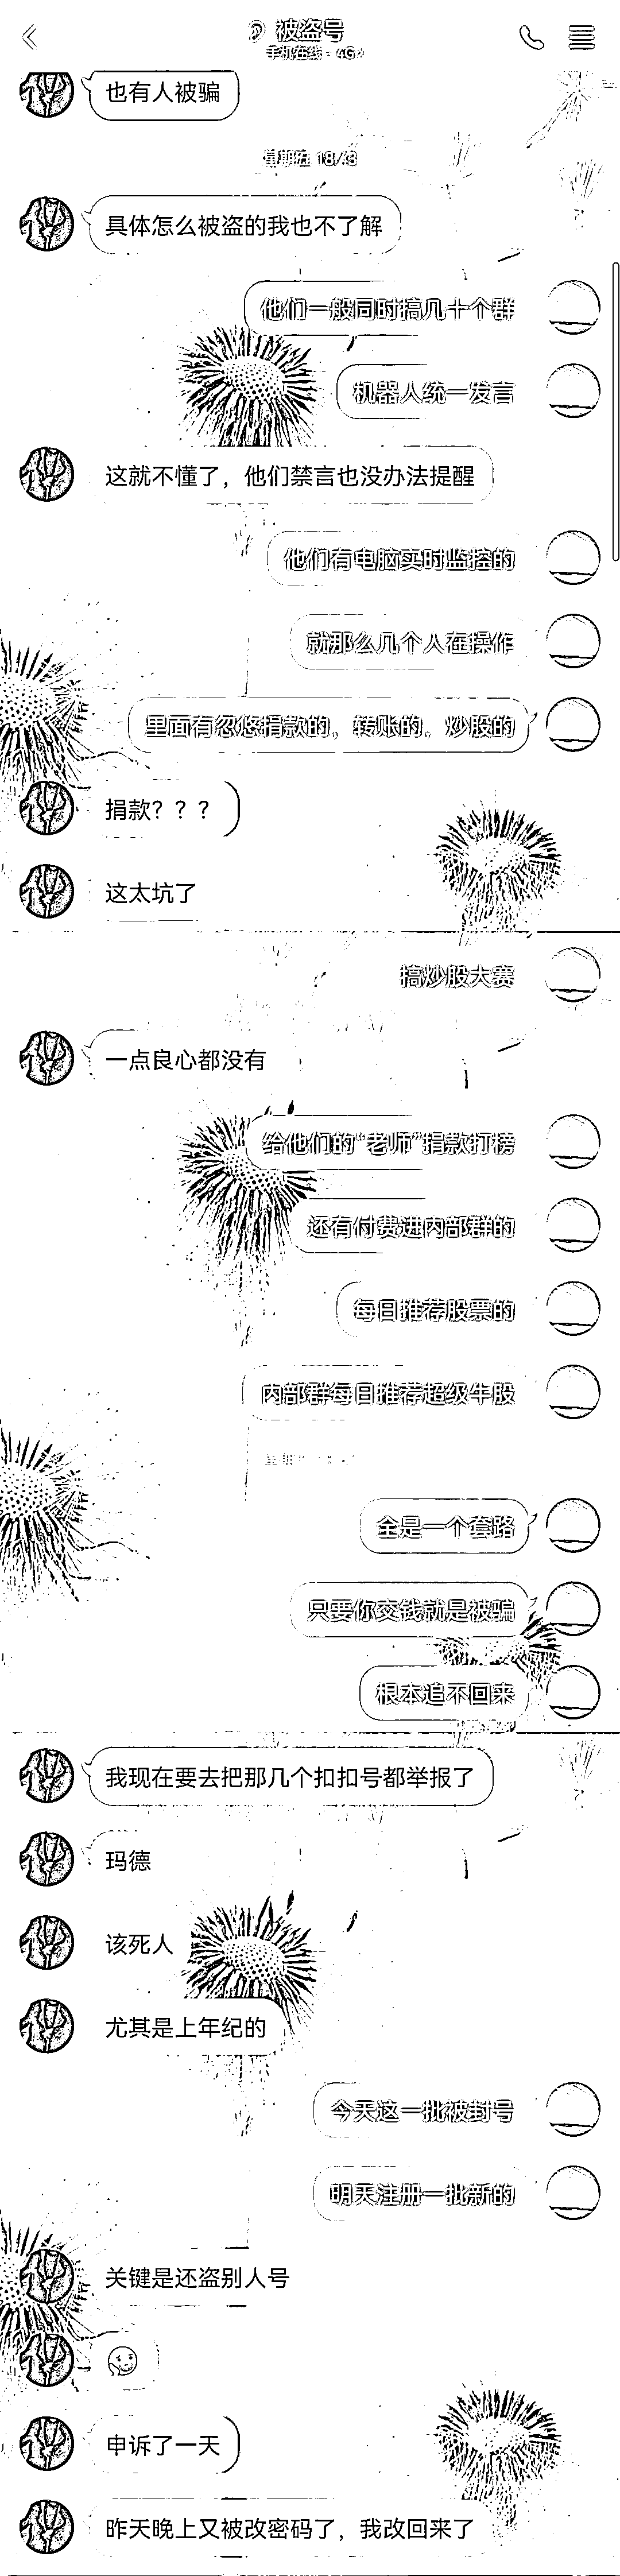 被盗号
手机在线 - 4G
也有人被骗
星期五 18:43
具体怎么被盗的我也不了解
他们一般同时搞几十个群
机器人统一发言
这就不懂了，他们禁言也没办法提醒
他们有电脑实时监控的
就那么几个人在操作
里面有忽悠捐款的，转账的，炒股的
捐款？？？
这太坑了
搞炒股大赛
一点良心都没有
给他们的“老师”捐款打榜
还有付费进内部群的
每日推荐股票的
内部群每日推荐超级牛股
全是一个套路
只要你交钱就是被骗
根本追不回来
我现在要去把那几个扣扣号都举报了
玛德
该死人
尤其是上年纪的
今天这一批被封号
明天注册一批新的
关键是还盗别人号
申诉了一天
昨天晚上又被改密码了，我改回来了